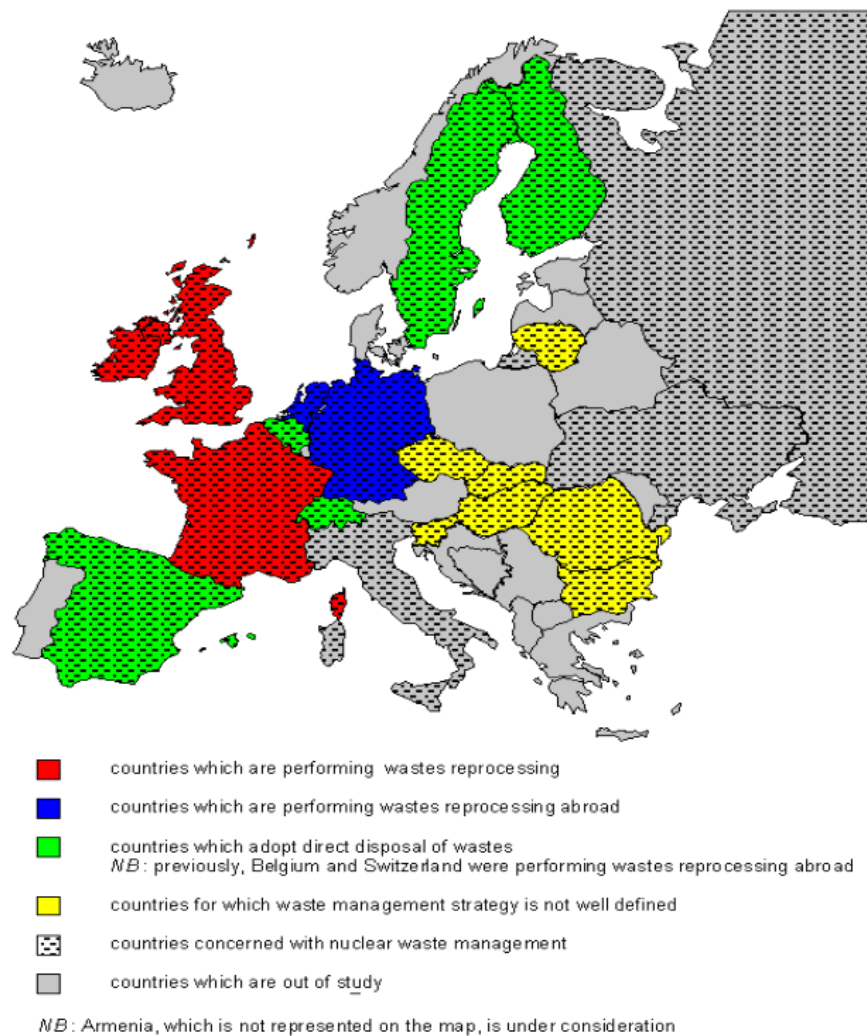 countries which are performing wastes reprocessing
countries which are performing wastes reprocessing abroad
countries which adopt direct disposal of wastes
NB: previously, Belgium and Switzerland were performing wastes reprocessing abroad
countries for which waste management strategy is not well defined
countries concerned with nuclear waste management
countries which are out of study
NB: Armenia, which is not represented on the map, is under consideration